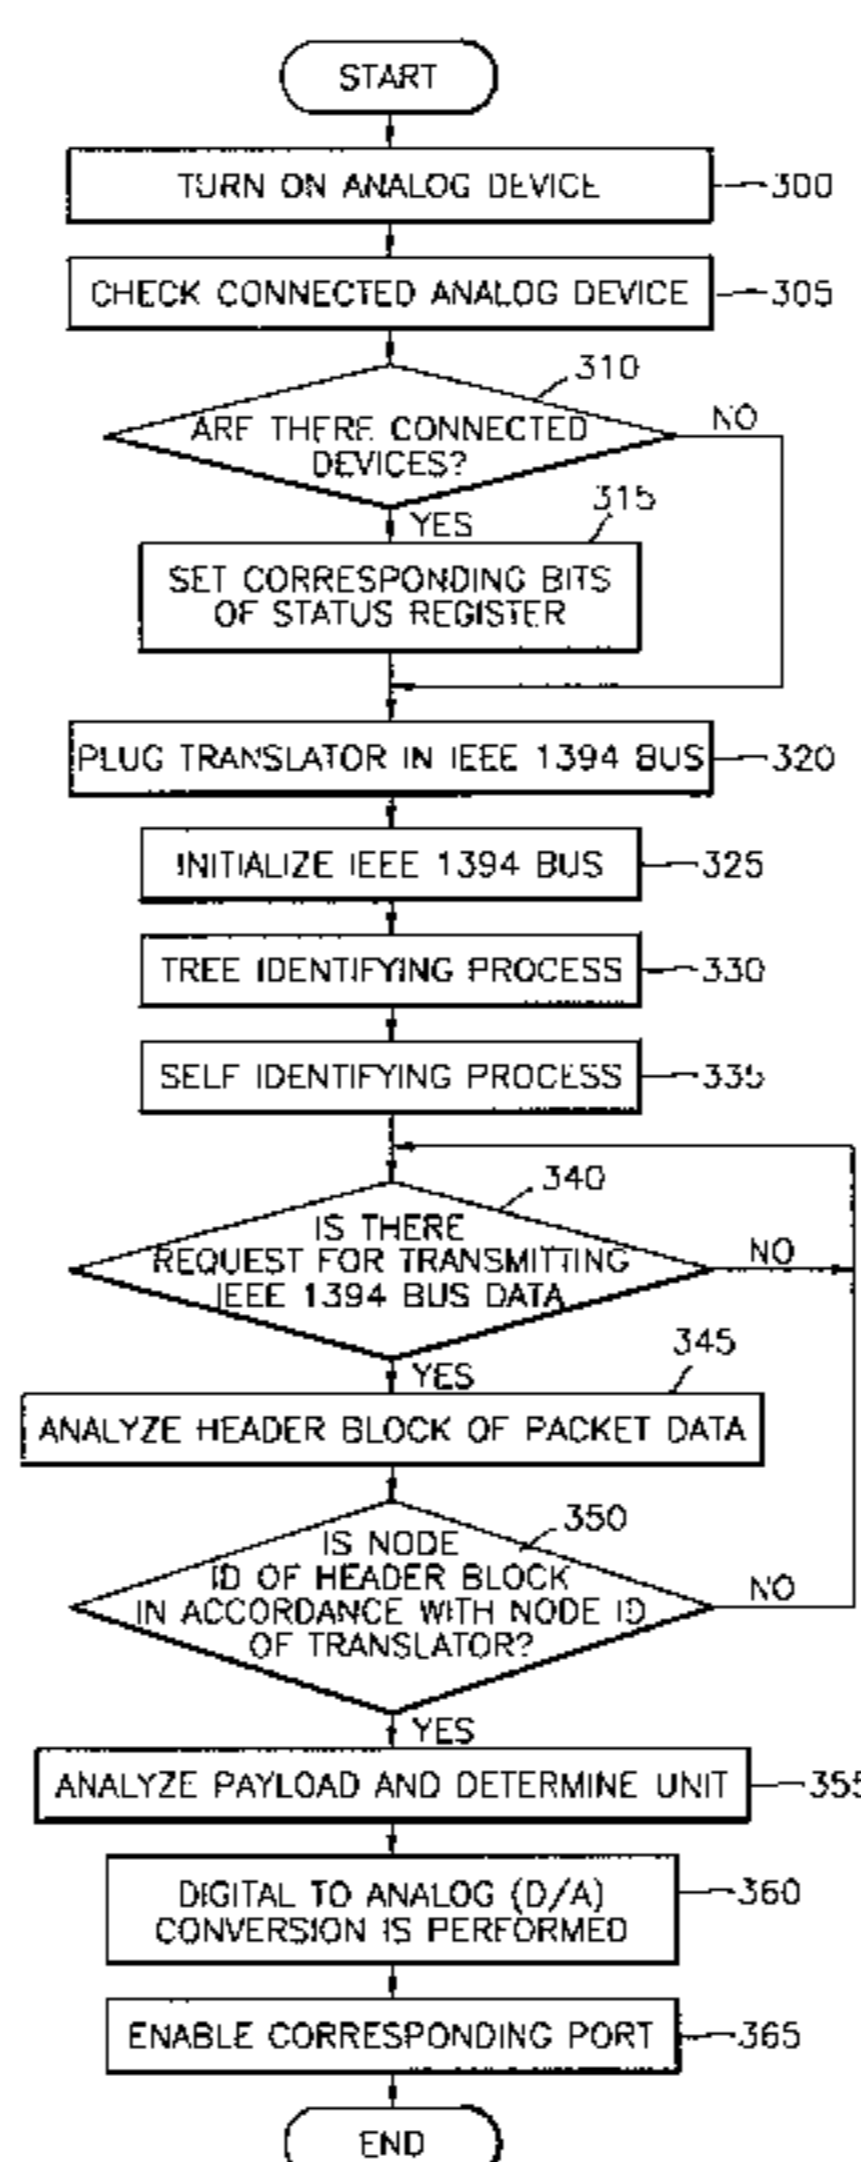 START
TURN ON ANALOG DEVICE
300
CHECK CONNECTED ANALOG DEVICE
305
310
ARE THERE CONNECTED
DEVICES?
NO
YES
315
SET CORRESPONDING BITS
OF STATUS REGISTER
PLUG TRANSLATOR IN IEEE 1394 BUS
320
INITIALIZE IEEE 1394 BUS
325
TREE IDENTIFYING PROCESS
330
SELF IDENTIFYING PROCESS
335
340
IS THERE
REQUEST FOR TRANSMITTING
IEEE 1394 BUS DATA
NO
YES
345
ANALYZE HEADER BLOCK OF PACKET DATA
350
IS NODE
ID OF HEADER BLOCK
IN ACCORDANCE WITH NODE ID
OF TRANSLATOR?
NO
YES
ANALYZE PAYLOAD AND DETERMINE UNIT
355
DIGITAL TO ANALOG (D/A)
CONVERSION IS PERFORMED
360
ENABLE CORRESPONDING PORT
365
END